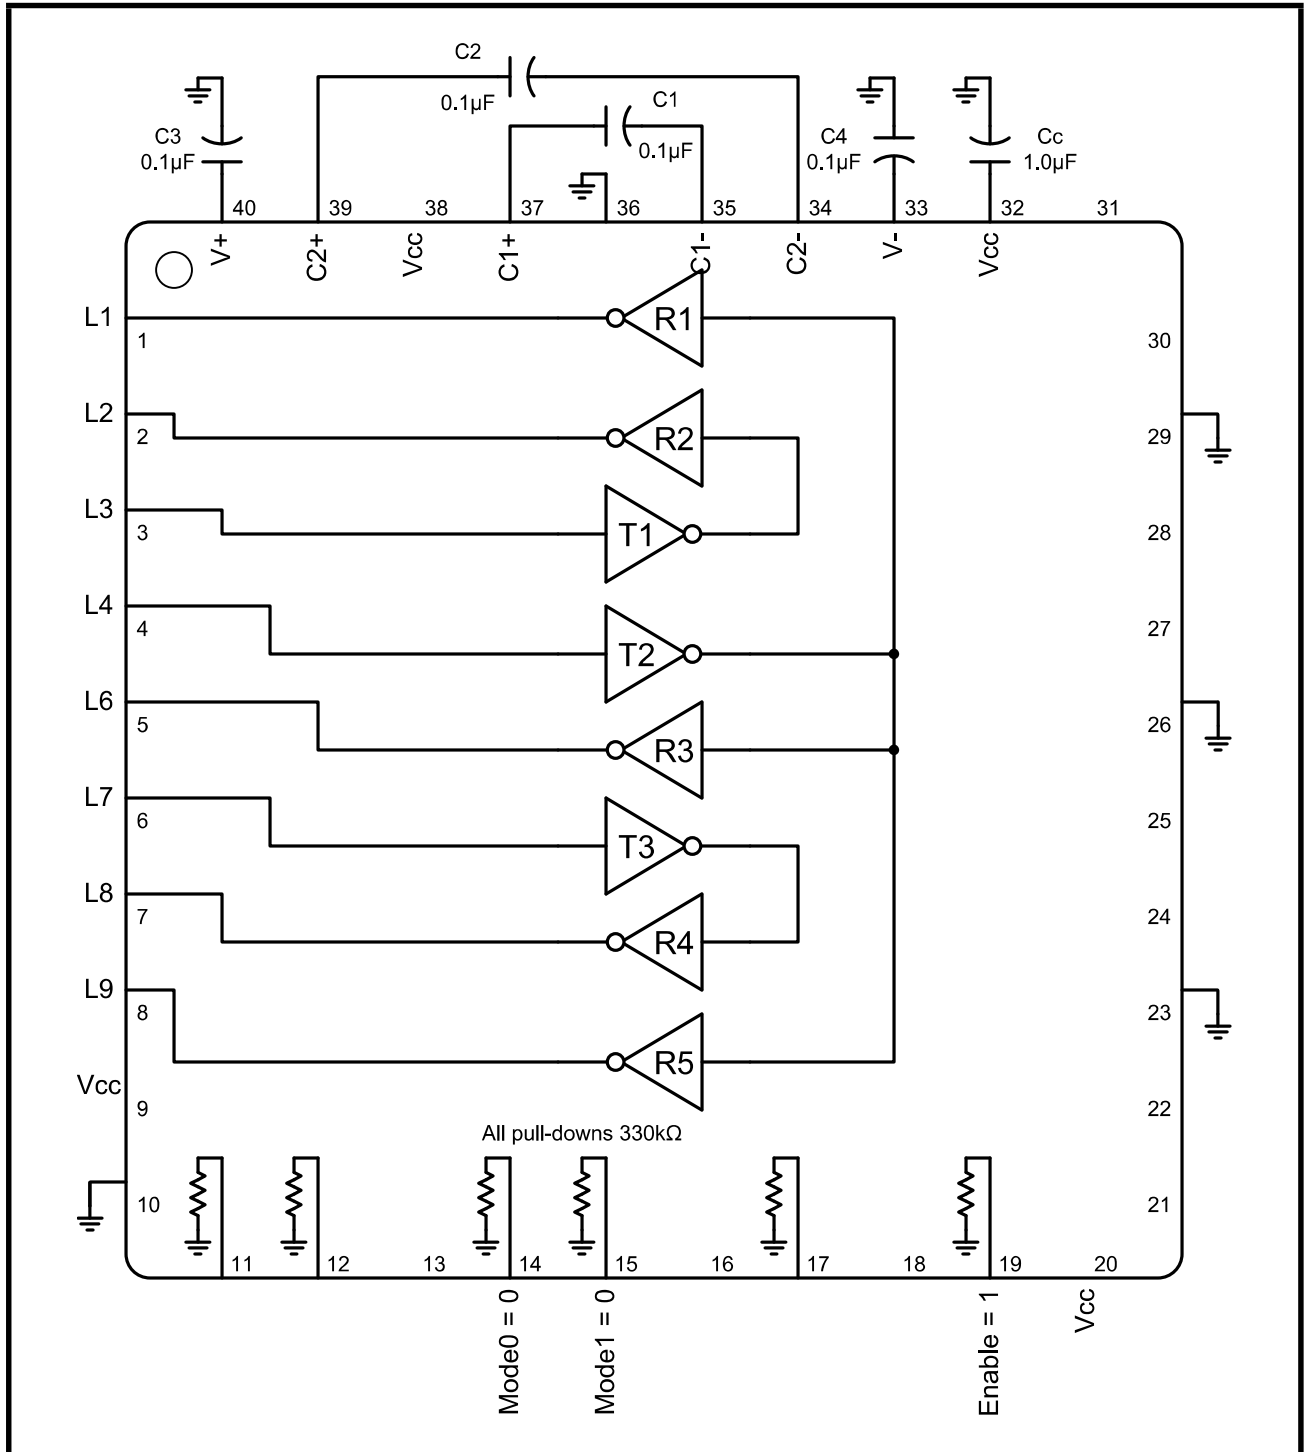 C2
0.1µF
C1
0.1µF
C3
0.1µF
C4
0.1µF
Cc
1.0µF
40 39 38 37 36 35 34 33 32 31
V+ C2+ Vcc C1+ C1- C2- V- Vcc
L1
1
R1
30
L2
2
R2
29
L3
3
T1
28
L4
4
T2
27
L6
5
R3
26
L7
6
T3
25
L8
7
R4
24
L9
8
R5
23
Vcc
9
22
All pull-downs 330kΩ
10
21
11 12 13 14 15 16 17 18 19 20
Mode0 = 0
Mode1 = 0
Enable = 1
Vcc